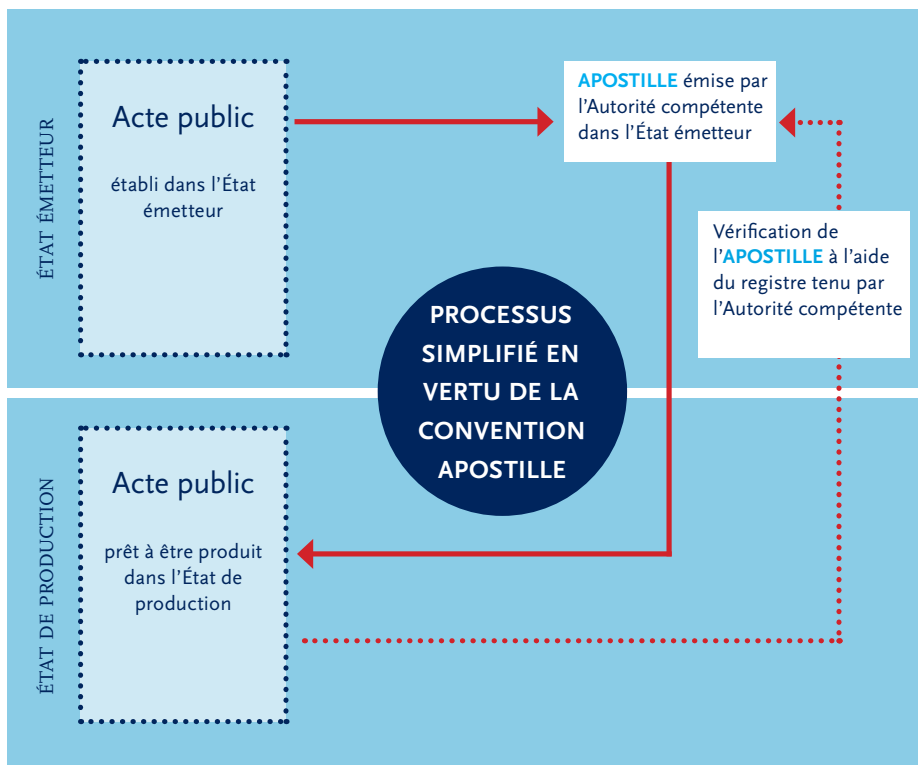 ÉTAT ÉMETTEUR
Acte public
établi dans l'État
émetteur
APOSTILLE émise par
l'Autorité compétente
dans l'État émetteur
Vérification de
l'APOSTILLE à l'aide
du registre tenu par
l'Autorité compétente
PROCESSUS
SIMPLIFIÉ EN
VERTU DE LA
CONVENTION
APOSTILLE
ÉTAT DE PRODUCTION
Acte public
prêt à être produit
dans l'État de
production